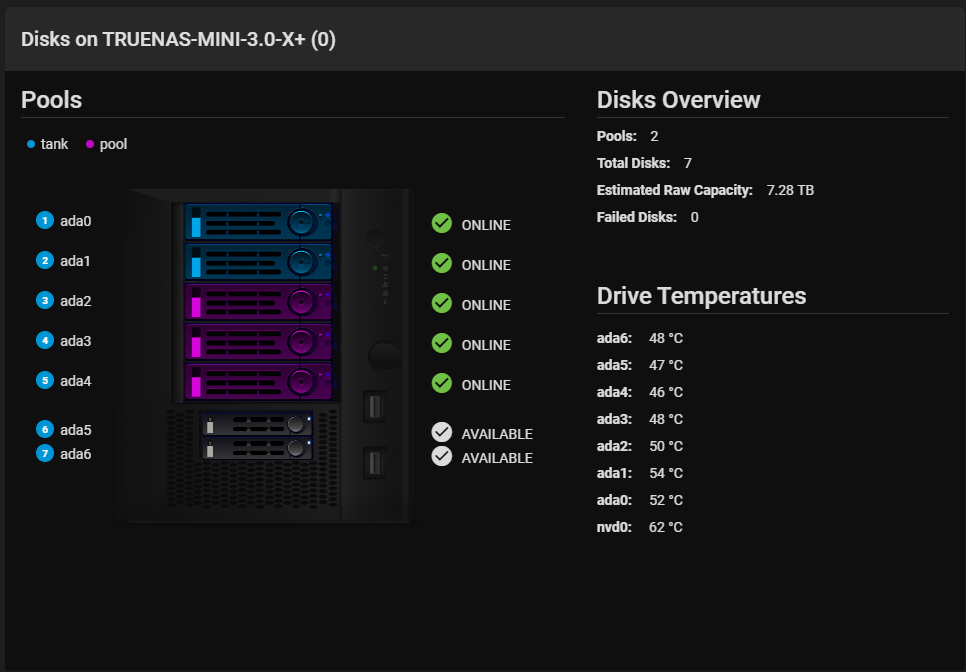 Disks on TRUENAS-MINI-3.0-X+ (0)
Pools
tank pool
1 ada0 ONLINE
2 ada1 ONLINE
3 ada2 ONLINE
4 ada3 ONLINE
5 ada4 ONLINE
6 ada5 AVAILABLE
7 ada6 AVAILABLE
Disks Overview
Pools: 2
Total Disks: 7
Estimated Raw Capacity: 7.28 TB
Failed Disks: 0
Drive Temperatures
ada6: 48 °C
ada5: 47 °C
ada4: 46 °C
ada3: 48 °C
ada2: 50 °C
ada1: 54 °C
ada0: 52 °C
nvd0: 62 °C